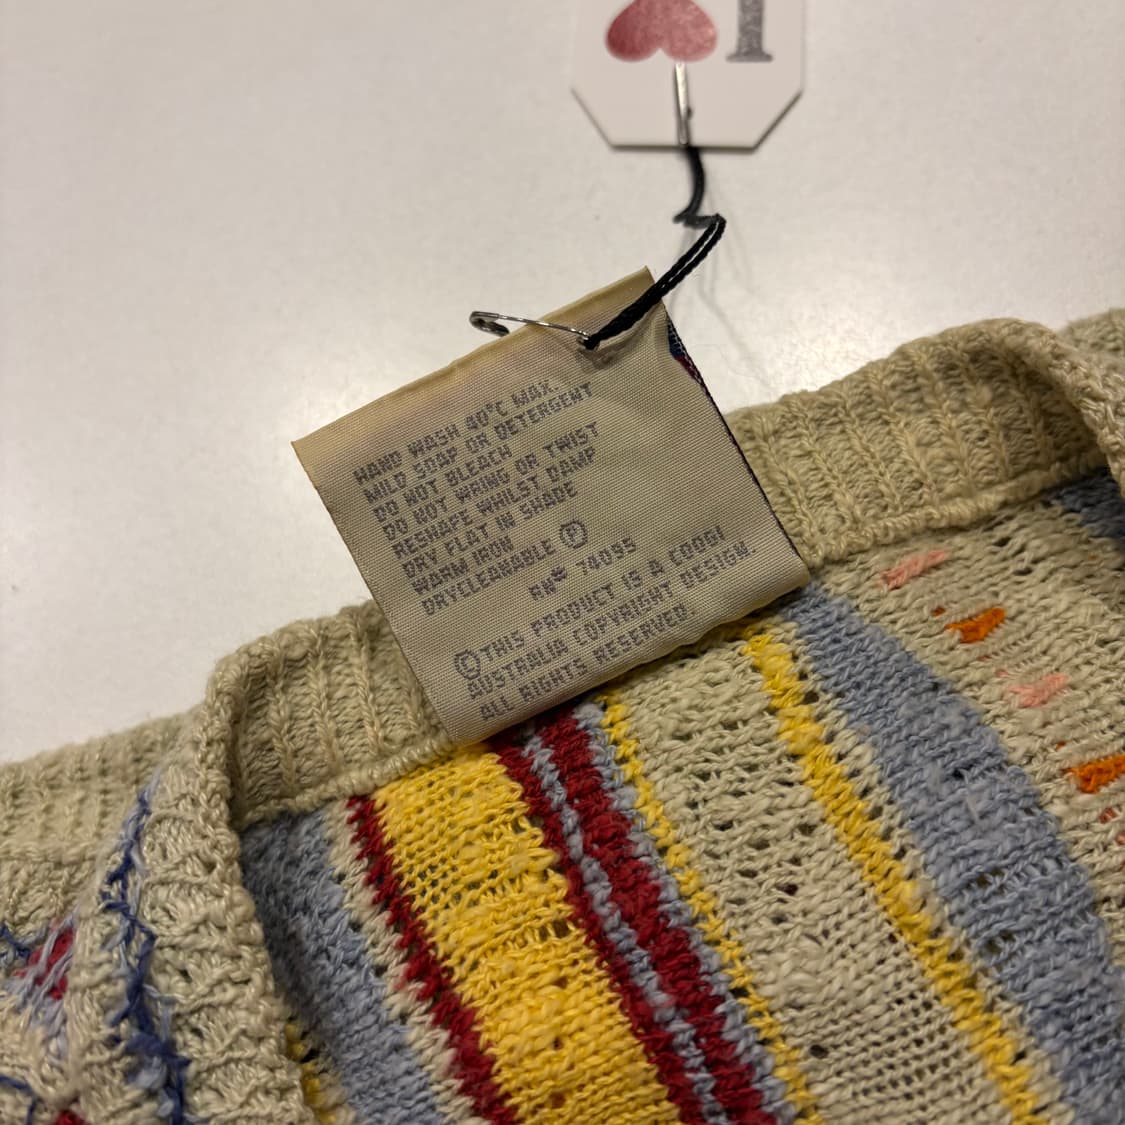 I
HAND WASH 40°C MAX.
MILD SOAP OR DETERGENT
DO NOT BLEACH
DO NOT WRING OR TWIST
RESHAPE WHILST DAMP
DRY FLAT IN SHADE
WARM IRON
DRYCLEANABLE Ⓟ
RN# 74095
©THIS PRODUCT IS A COOGI
AUSTRALIA COPYRIGHT DESIGN.
ALL RIGHTS RESERVED.